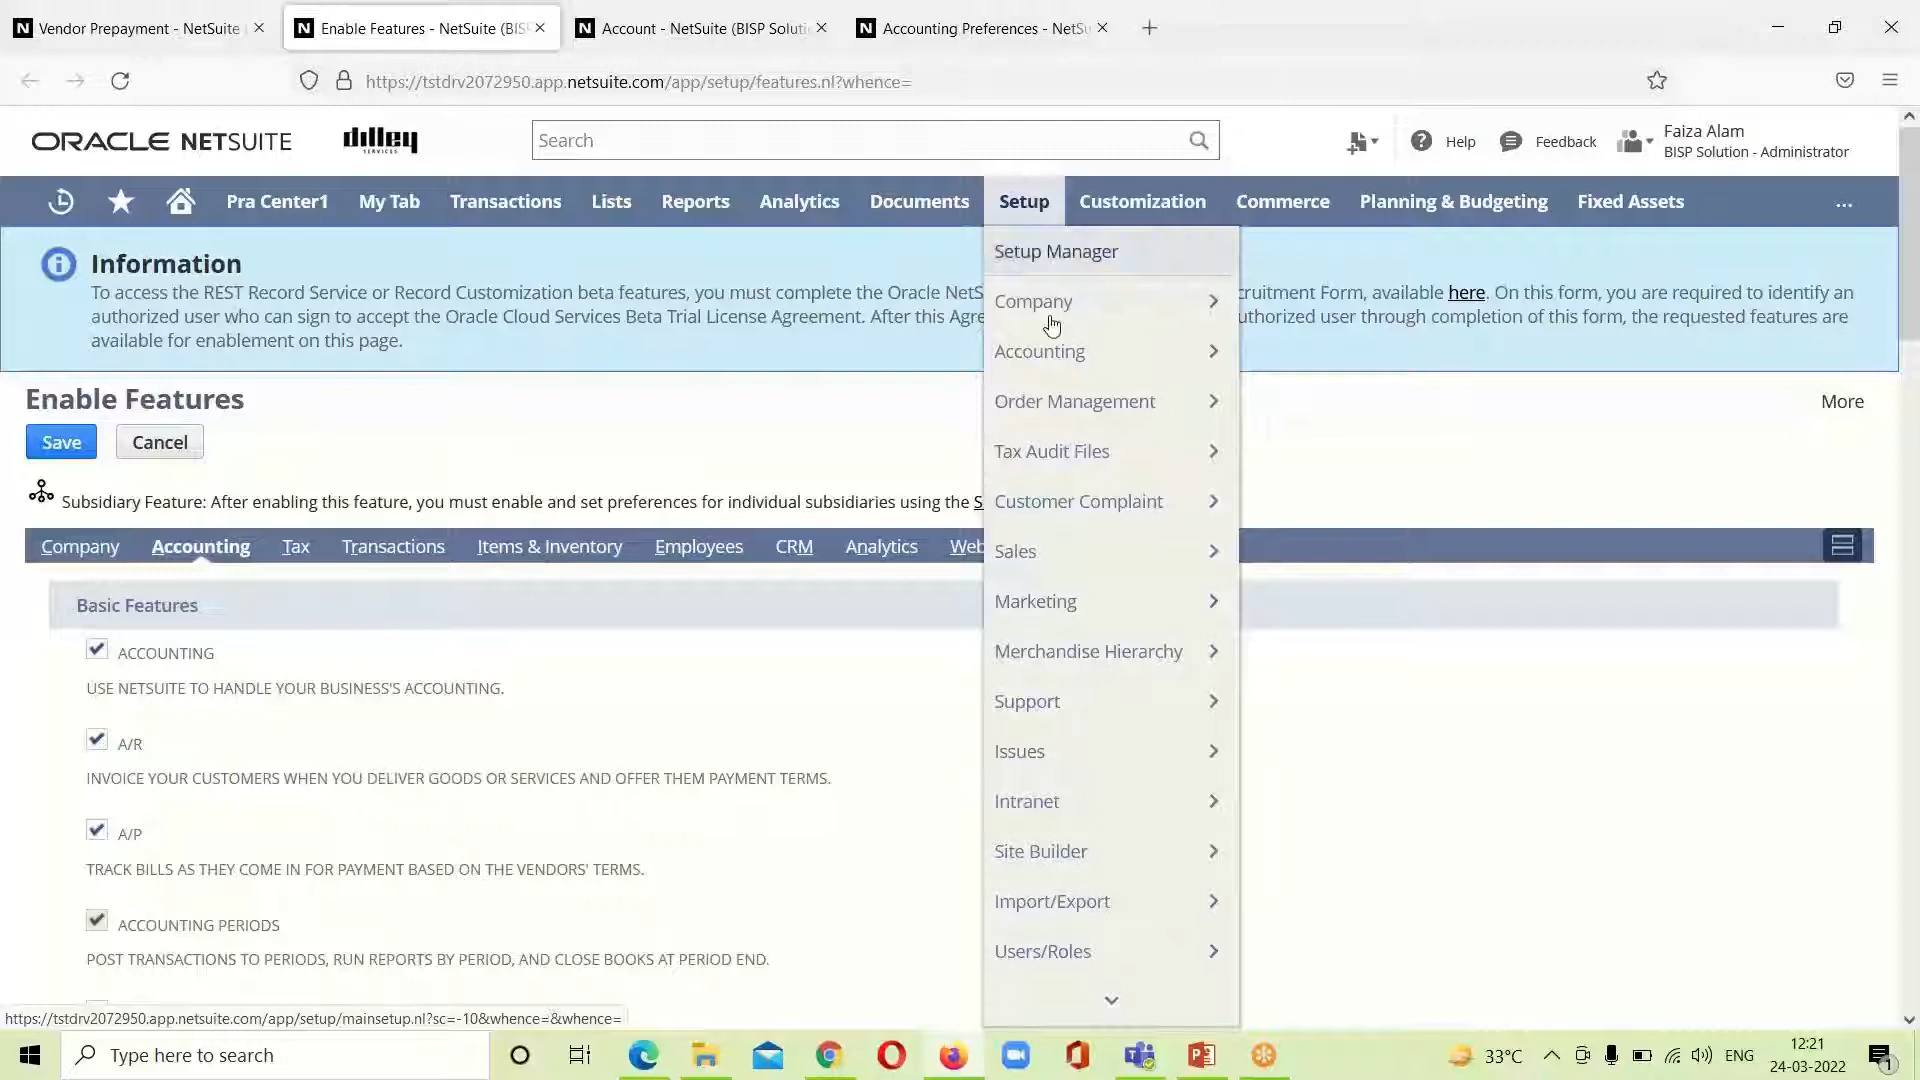 Vendor Prepayment - NetSuite
Enable Features - NetSuite (BIS
Account - NetSuite (BISP Soluti
Accounting Preferences - NetSu
https://tstdrv2072950.app.netsuite.com/app/setup/features.nl?whence=
ORACLE NETSUITE
dilley
SERVICES
Search
Help
Feedback
Faiza Alam
BISP Solution - Administrator
Pra Center1
My Tab
Transactions
Lists
Reports
Analytics
Documents
Setup
Customization
Commerce
Planning & Budgeting
Fixed Assets
...
Information
To access the REST Record Service or Record Customization beta features, you must complete the Oracle NetS
cruitment Form, available here. On this form, you are required to identify an
authorized user who can sign to accept the Oracle Cloud Services Beta Trial License Agreement. After this Agre
uthorized user through completion of this form, the requested features are
available for enablement on this page.
Setup Manager
Company
Accounting
Order Management
Tax Audit Files
Customer Complaint
Sales
Marketing
Merchandise Hierarchy
Support
Issues
Intranet
Site Builder
Import/Export
Users/Roles
Enable Features
More
Save
Cancel
Subsidiary Feature: After enabling this feature, you must enable and set preferences for individual subsidiaries using the S
Company
Accounting
Tax
Transactions
Items & Inventory
Employees
CRM
Analytics
Web
Basic Features
ACCOUNTING
USE NETSUITE TO HANDLE YOUR BUSINESS'S ACCOUNTING.
A/R
INVOICE YOUR CUSTOMERS WHEN YOU DELIVER GOODS OR SERVICES AND OFFER THEM PAYMENT TERMS.
A/P
TRACK BILLS AS THEY COME IN FOR PAYMENT BASED ON THE VENDORS' TERMS.
ACCOUNTING PERIODS
POST TRANSACTIONS TO PERIODS, RUN REPORTS BY PERIOD, AND CLOSE BOOKS AT PERIOD END.
https://tstdrv2072950.app.netsuite.com/app/setup/mainsetup.nl?sc=-10&whence=&whence=
Type here to search
33°C
ENG
12:21
24-03-2022
1